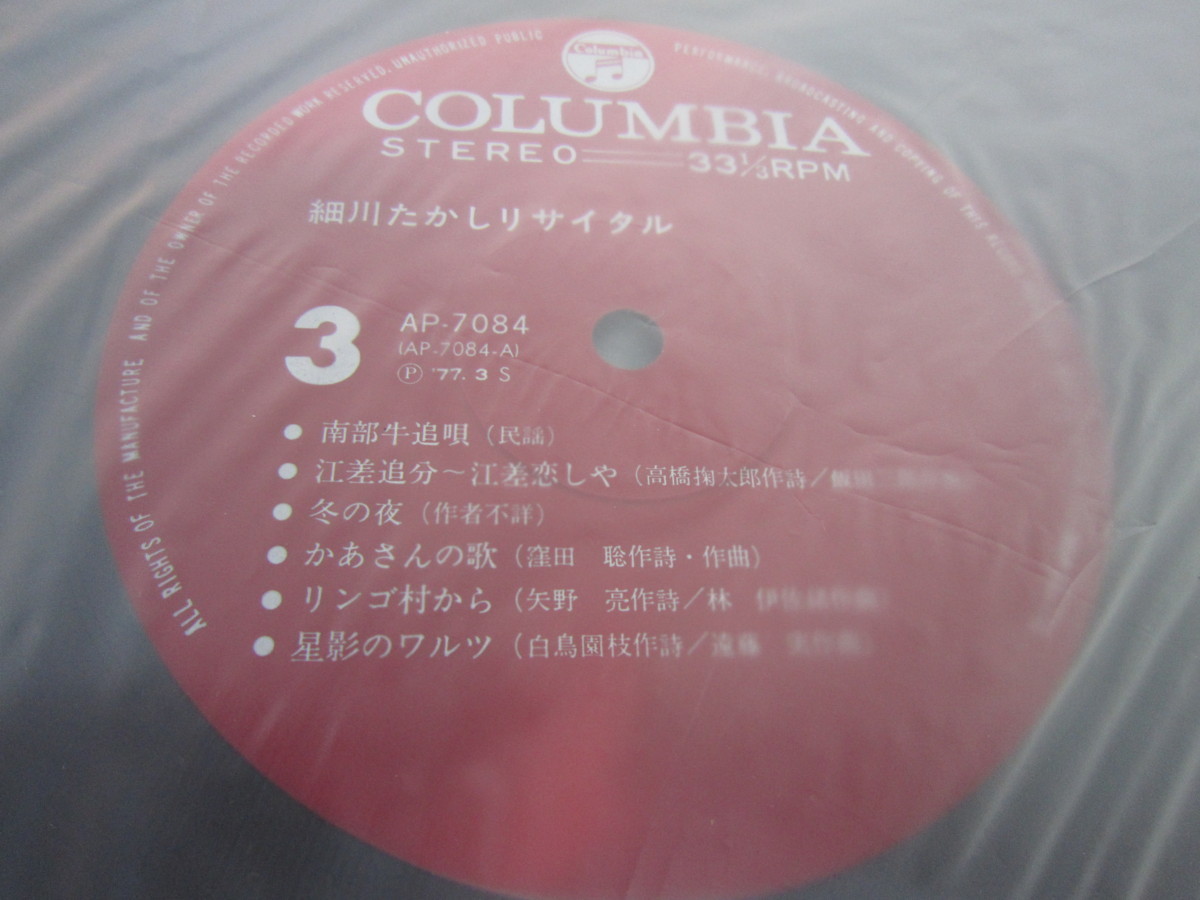 Columbia
COLUMBIA
STEREO 33⅓RPM
細川たかしリサイタル
3
AP-7084
(AP-7084-A)
Ⓟ '77. 3 S
● 南部牛追唄（民謡）
● 江差追分～江差恋しや（高橋掬太郎作詩／飯田
● 冬の夜（作者不詳）
● かあさんの歌（窪田 聡作詩・作曲）
● リンゴ村から（矢野 亮作詩／林
● 星影のワルツ（白鳥園枝作詩／遠藤
ALL RIGHTS OF THE MANUFACTURE AND OF THE OWNER OF THE RECORDED WORK RESERVED. UNAUTHORIZED PUBLIC PERFORMANCE, BROADCASTING AND COPYING OF THIS RECORD